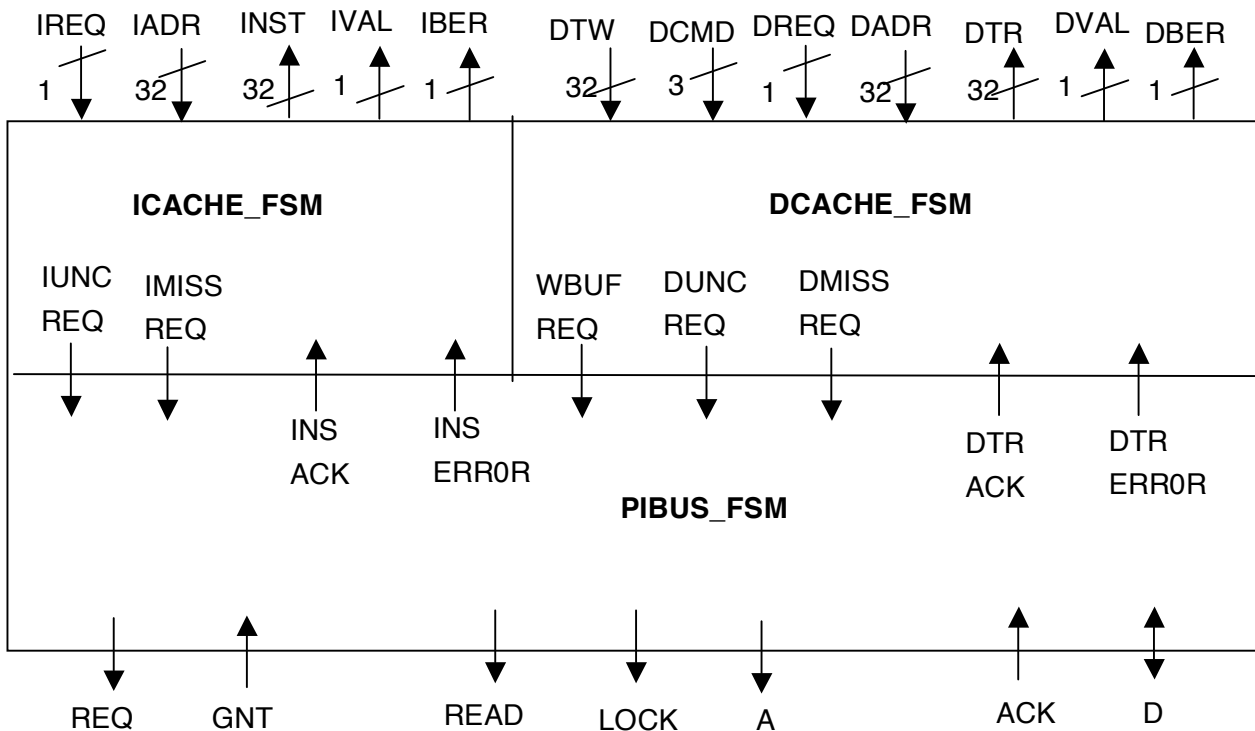 IREQ IADR INST IVAL IBER DTW DCMD DREQ DADR DTR DVAL DBER
1 32 32 1 1 32 3 1 32 32 1 1
ICACHE_FSM DCACHE_FSM
IUNC IMISS WBUF DUNC DMISS
REQ REQ REQ REQ REQ
INS INS DTR DTR
ACK ERR0R ACK ERR0R
PIBUS_FSM
REQ GNT READ LOCK A ACK D